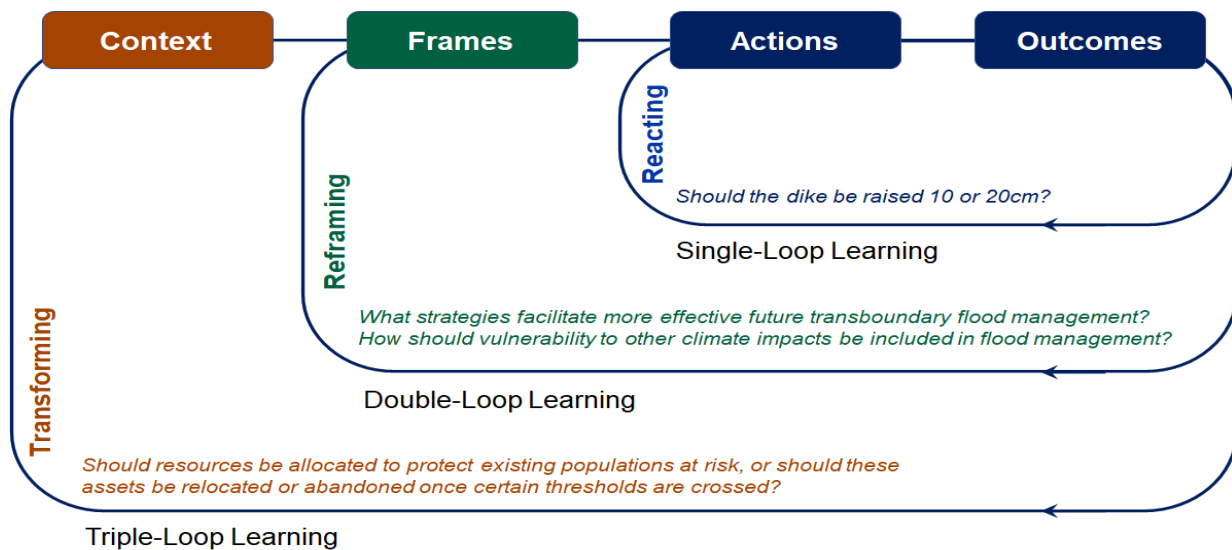 Context
Frames
Actions
Outcomes
Reacting
Should the dike be raised 10 or 20cm?
Single-Loop Learning
Reframing
What strategies facilitate more effective future transboundary flood management?
How should vulnerability to other climate impacts be included in flood management?
Double-Loop Learning
Transforming
Should resources be allocated to protect existing populations at risk, or should these
assets be relocated or abandoned once certain thresholds are crossed?
Triple-Loop Learning